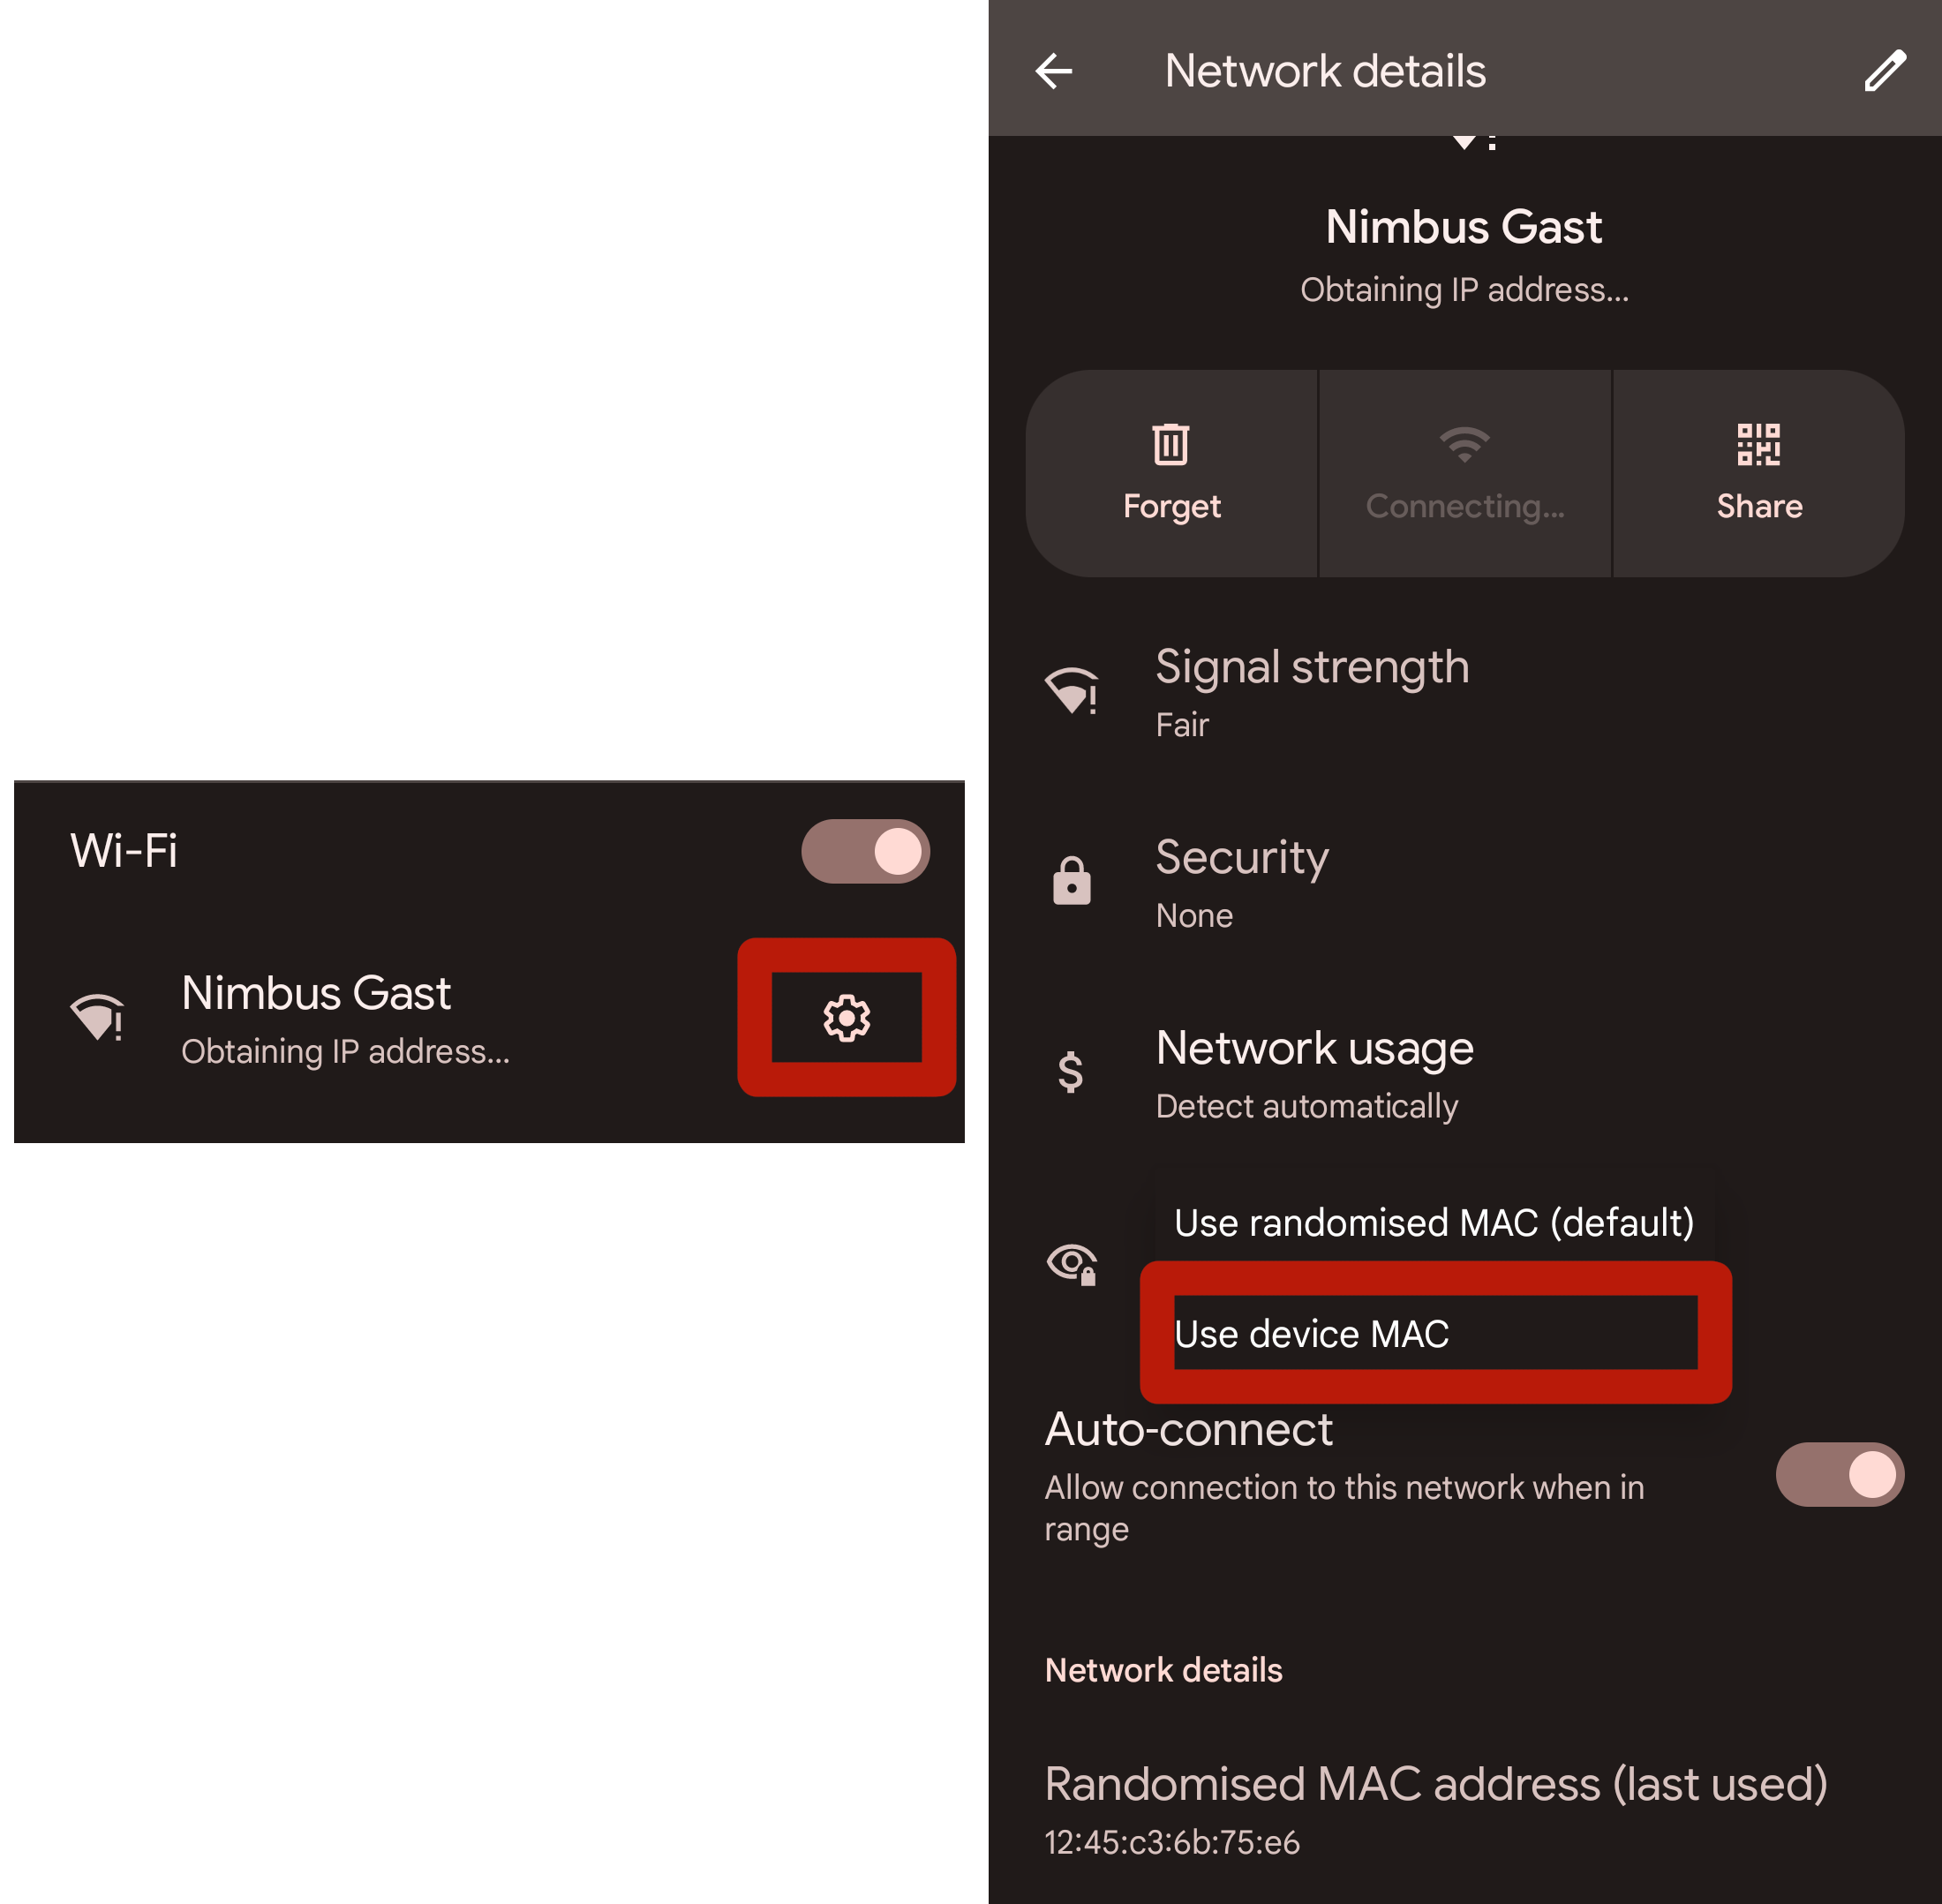 Wi-Fi
Nimbus Gast
Obtaining IP address...
Network details
Nimbus Gast
Obtaining IP address...
Forget
Connecting...
Share
Signal strength
Fair
Security
None
Network usage
Detect automatically
Use randomised MAC (default)
Use device MAC
Auto-connect
Allow connection to this network when in
range
Network details
Randomised MAC address (last used)
12:45:c3:6b:75:e6